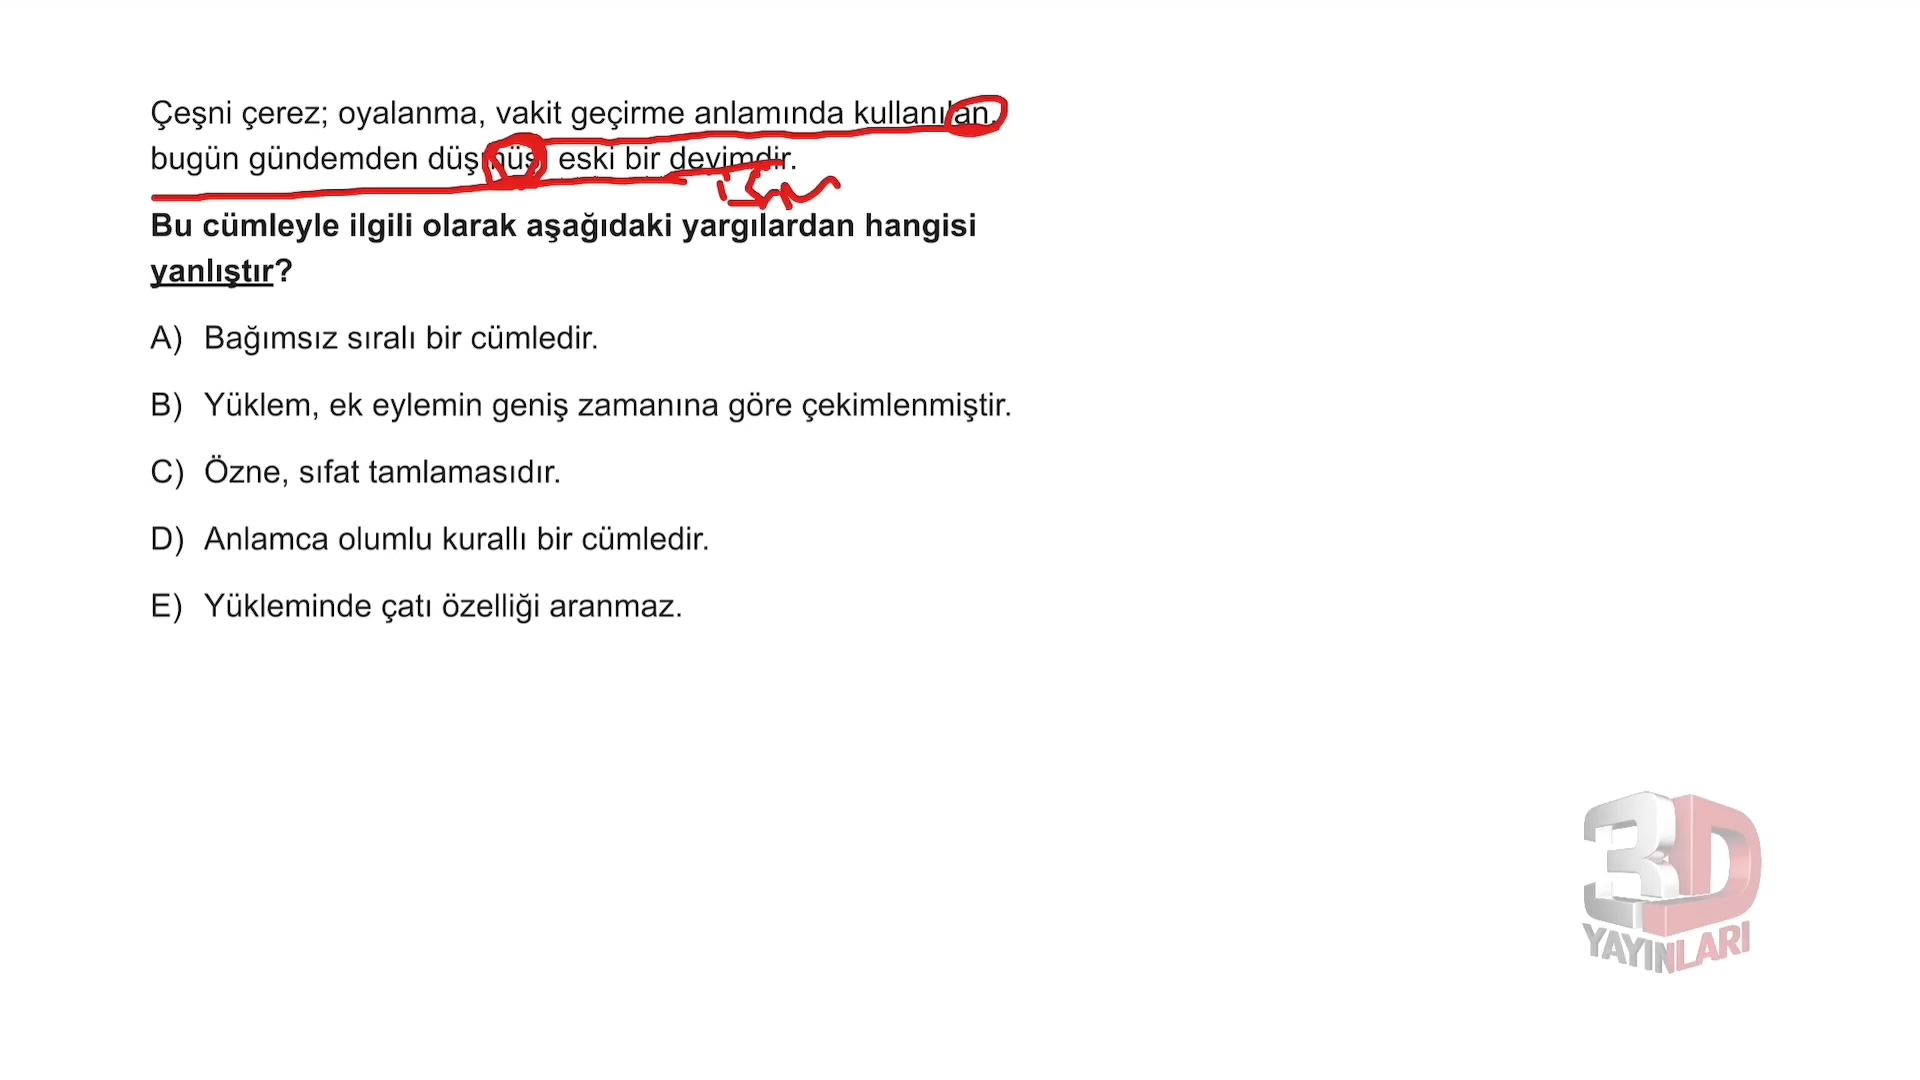 Çeşni çerez; oyalanma, vakit geçirme anlamında kullanılan,
bugün gündemden düşmüş, eski bir deyimdir.
isim
Bu cümleyle ilgili olarak aşağıdaki yargılardan hangisi
yanlıştır?
A) Bağımsız sıralı bir cümledir.
B) Yüklem, ek eylemin geniş zamanına göre çekimlenmiştir.
C) Özne, sıfat tamlamasıdır.
D) Anlamca olumlu kurallı bir cümledir.
E) Yükleminde çatı özelliği aranmaz.
3D
YAYINLARI